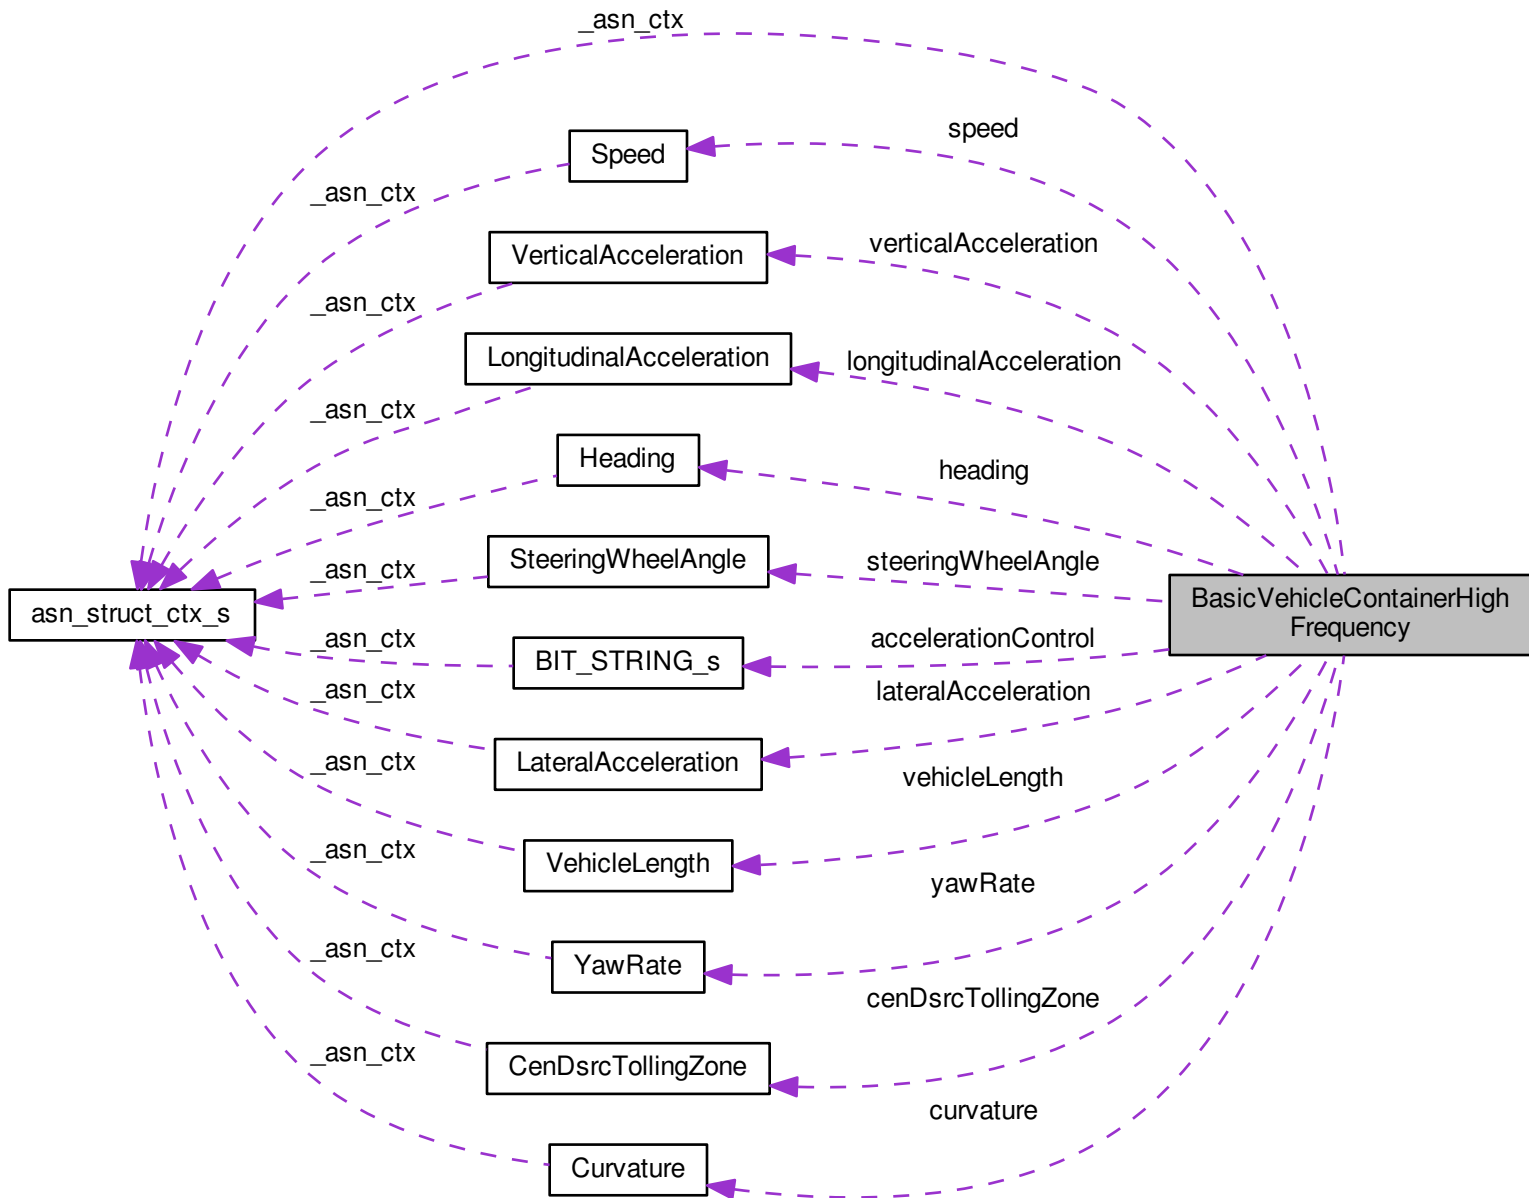 _asn_ctx
speed
Speed
_asn_ctx
verticalAcceleration
VerticalAcceleration
_asn_ctx
LongitudinalAcceleration
longitudinalAcceleration
_asn_ctx
Heading
heading
_asn_ctx
SteeringWheelAngle
steeringWheelAngle
_asn_ctx
asn_struct_ctx_s
BasicVehicleContainerHigh
Frequency
_asn_ctx
BIT_STRING_s
accelerationControl
_asn_ctx
lateralAcceleration
LateralAcceleration
_asn_ctx
vehicleLength
VehicleLength
_asn_ctx
yawRate
YawRate
_asn_ctx
cenDsrcTollingZone
CenDsrcTollingZone
_asn_ctx
curvature
Curvature